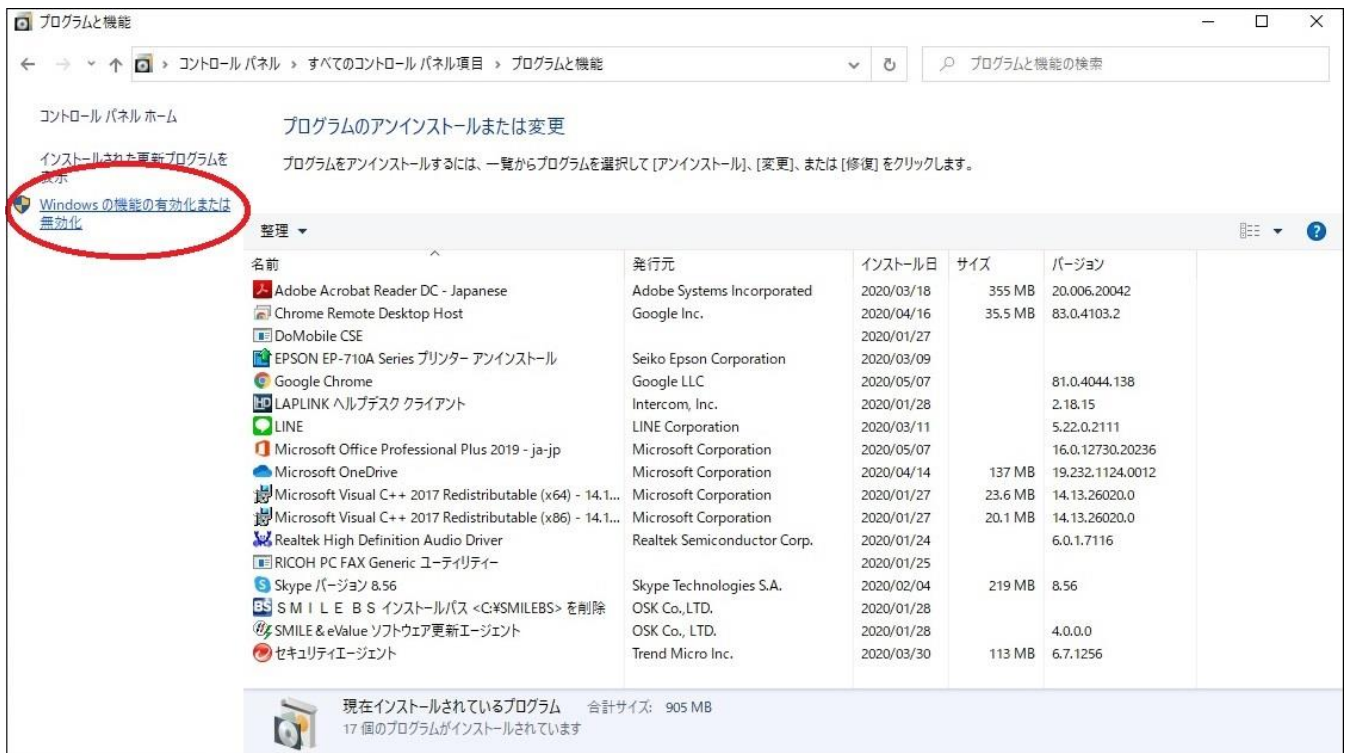 プログラムと機能
コントロール パネル › すべてのコントロール パネル項目 › プログラムと機能
プログラムと機能の検索
コントロール パネル ホーム
インストールされた更新プログラムを
表示
Windows の機能の有効化または
無効化
プログラムのアンインストールまたは変更
プログラムをアンインストールするには、一覧からプログラムを選択して [アンインストール]、[変更]、または [修復] をクリックします。
整理
名前 発行元 インストール日 サイズ バージョン
Adobe Acrobat Reader DC - Japanese Adobe Systems Incorporated 2020/03/18 355 MB 20.006.20042
Chrome Remote Desktop Host Google Inc. 2020/04/16 35.5 MB 83.0.4103.2
DoMobile CSE 2020/01/27
EPSON EP-710A Series プリンター アンインストール Seiko Epson Corporation 2020/03/09
Google Chrome Google LLC 2020/05/07 81.0.4044.138
LAPLINK ヘルプデスク クライアント Intercom, Inc. 2020/01/28 2.18.15
LINE LINE Corporation 2020/03/11 5.22.0.2111
Microsoft Office Professional Plus 2019 - ja-jp Microsoft Corporation 2020/05/07 16.0.12730.20236
Microsoft OneDrive Microsoft Corporation 2020/04/14 137 MB 19.232.1124.0012
Microsoft Visual C++ 2017 Redistributable (x64) - 14.1... Microsoft Corporation 2020/01/27 23.6 MB 14.13.26020.0
Microsoft Visual C++ 2017 Redistributable (x86) - 14.1... Microsoft Corporation 2020/01/27 20.1 MB 14.13.26020.0
Realtek High Definition Audio Driver Realtek Semiconductor Corp. 2020/01/24 6.0.1.7116
RICOH PC FAX Generic ユーティリティー 2020/01/25
Skype バージョン 8.56 Skype Technologies S.A. 2020/02/04 219 MB 8.56
ＳＭＩＬＥ ＢＳ インストールパス <C:¥SMILEBS> を削除 OSK Co.,LTD. 2020/01/28
SMILE & eValue ソフトウェア更新エージェント OSK Co., LTD. 2020/01/28 4.0.0.0
セキュリティエージェント Trend Micro Inc. 2020/03/30 113 MB 6.7.1256
現在インストールされているプログラム 合計サイズ: 905 MB
17 個のプログラムがインストールされています